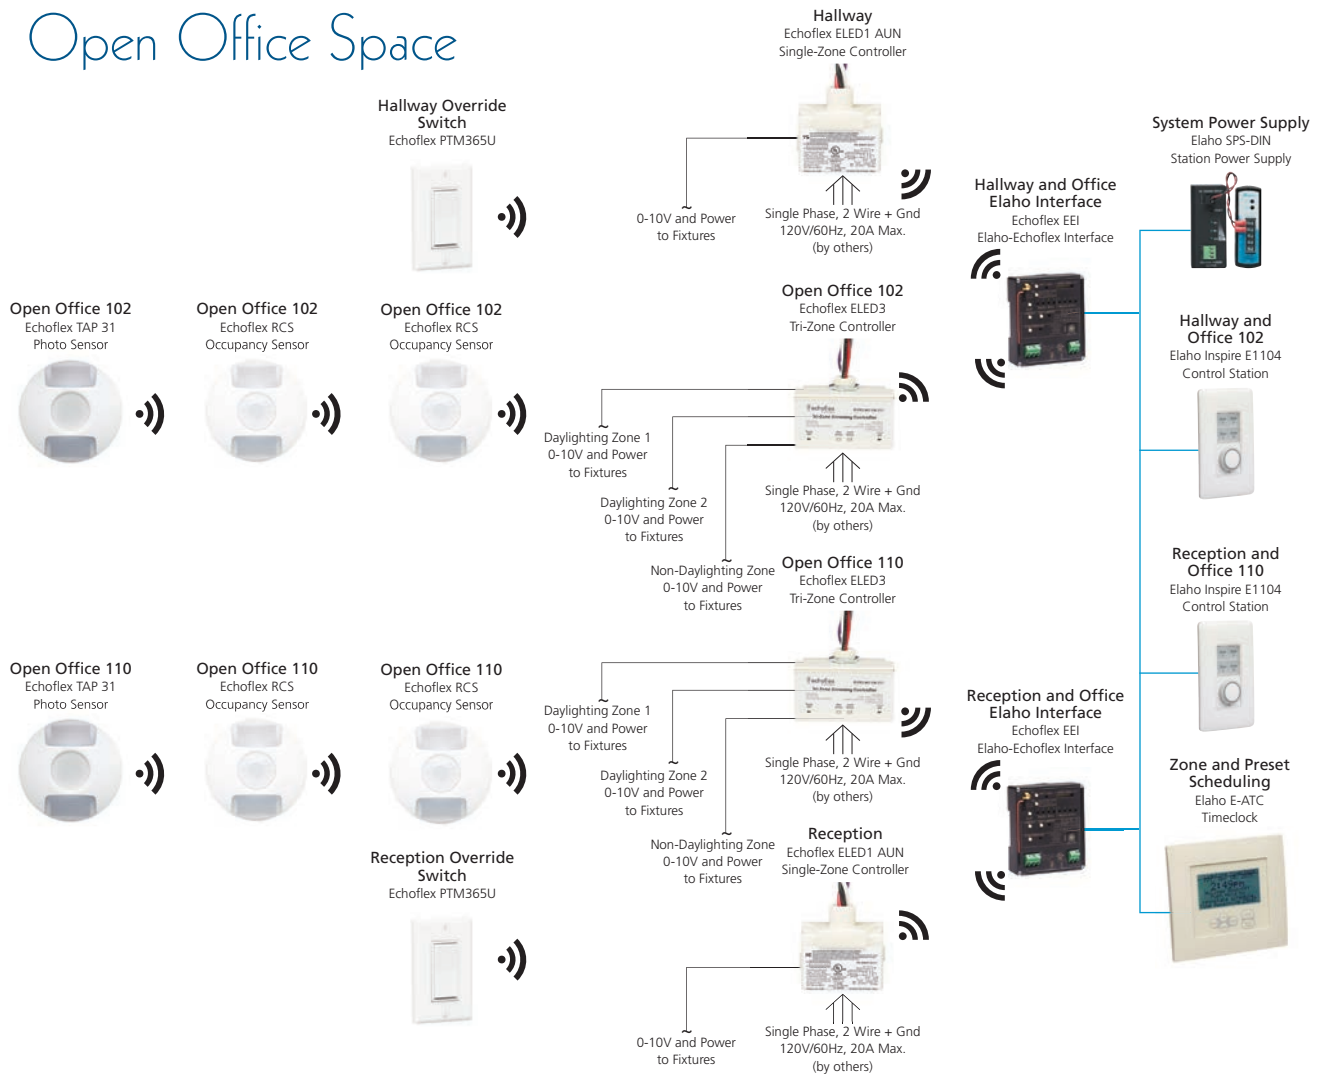 Open Office Space
Hallway
Echoflex ELED1 AUN
Single-Zone Controller
Hallway Override
Switch
Echoflex PTM365U
0-10V and Power
to Fixtures
Single Phase, 2 Wire + Gnd
120V/60Hz, 20A Max.
(by others)
Hallway and Office
Elaho Interface
Echoflex EEI
Elaho-Echoflex Interface
System Power Supply
Elaho SPS-DIN
Station Power Supply
Open Office 102
Echoflex TAP 31
Photo Sensor
Open Office 102
Echoflex RCS
Occupancy Sensor
Open Office 102
Echoflex RCS
Occupancy Sensor
Open Office 102
Echoflex ELED3
Tri-Zone Controller
echoflex
Tri-Zone Dimming Controller
Daylighting Zone 1
0-10V and Power
to Fixtures
Daylighting Zone 2
0-10V and Power
to Fixtures
Non-Daylighting Zone
0-10V and Power
to Fixtures
Single Phase, 2 Wire + Gnd
120V/60Hz, 20A Max.
(by others)
Hallway and
Office 102
Elaho Inspire E1104
Control Station
Reception and
Office 110
Elaho Inspire E1104
Control Station
Open Office 110
Echoflex TAP 31
Photo Sensor
Open Office 110
Echoflex RCS
Occupancy Sensor
Open Office 110
Echoflex RCS
Occupancy Sensor
Open Office 110
Echoflex ELED3
Tri-Zone Controller
echoflex
Tri-Zone Dimming Controller
Daylighting Zone 1
0-10V and Power
to Fixtures
Daylighting Zone 2
0-10V and Power
to Fixtures
Non-Daylighting Zone
0-10V and Power
to Fixtures
Single Phase, 2 Wire + Gnd
120V/60Hz, 20A Max.
(by others)
Reception and Office
Elaho Interface
Echoflex EEI
Elaho-Echoflex Interface
Zone and Preset
Scheduling
Elaho E-ATC
Timeclock
Reception Override
Switch
Echoflex PTM365U
Reception
Echoflex ELED1 AUN
Single-Zone Controller
0-10V and Power
to Fixtures
Single Phase, 2 Wire + Gnd
120V/60Hz, 20A Max.
(by others)